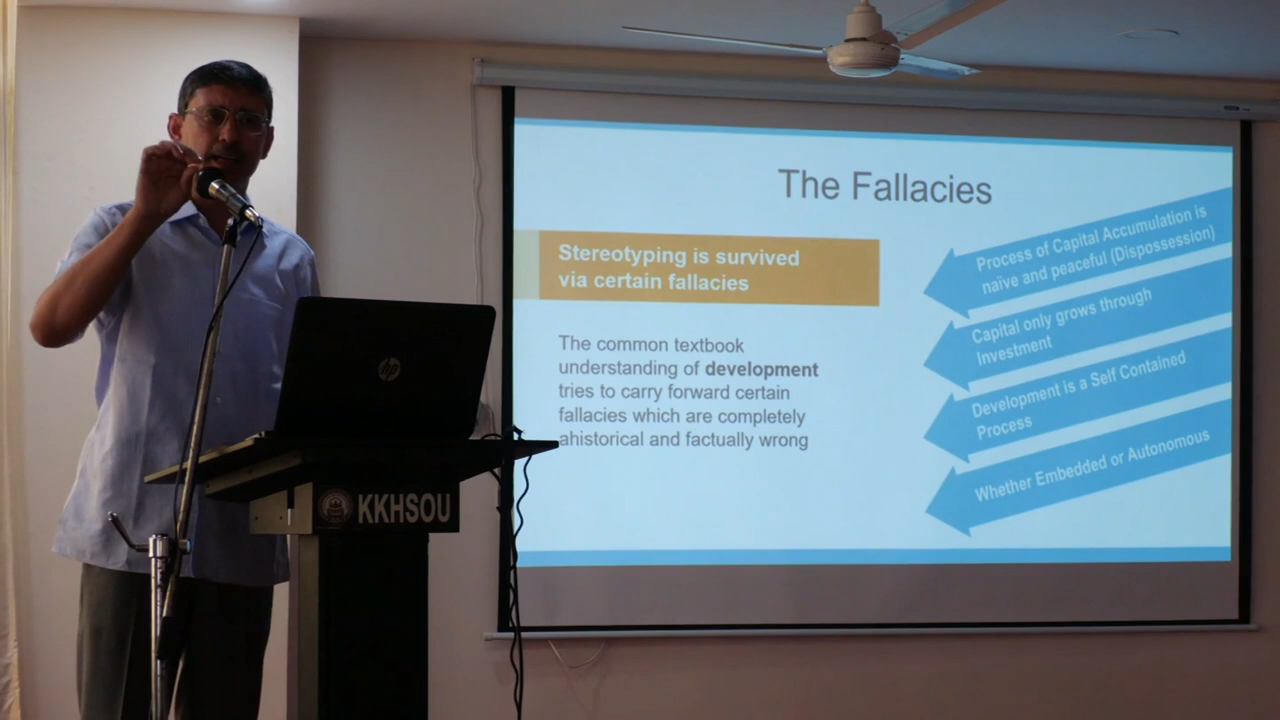 The Fallacies
Stereotyping is survived
via certain fallacies
The common textbook
understanding of development
tries to carry forward certain
fallacies which are completely
ahistorical and factually wrong
Process of Capital Accumulation is
naïve and peaceful (Dispossession)
Capital only grows through
Investment
Development is a Self Contained
Process
Whether Embedded or Autonomous
hp
KKHSOU